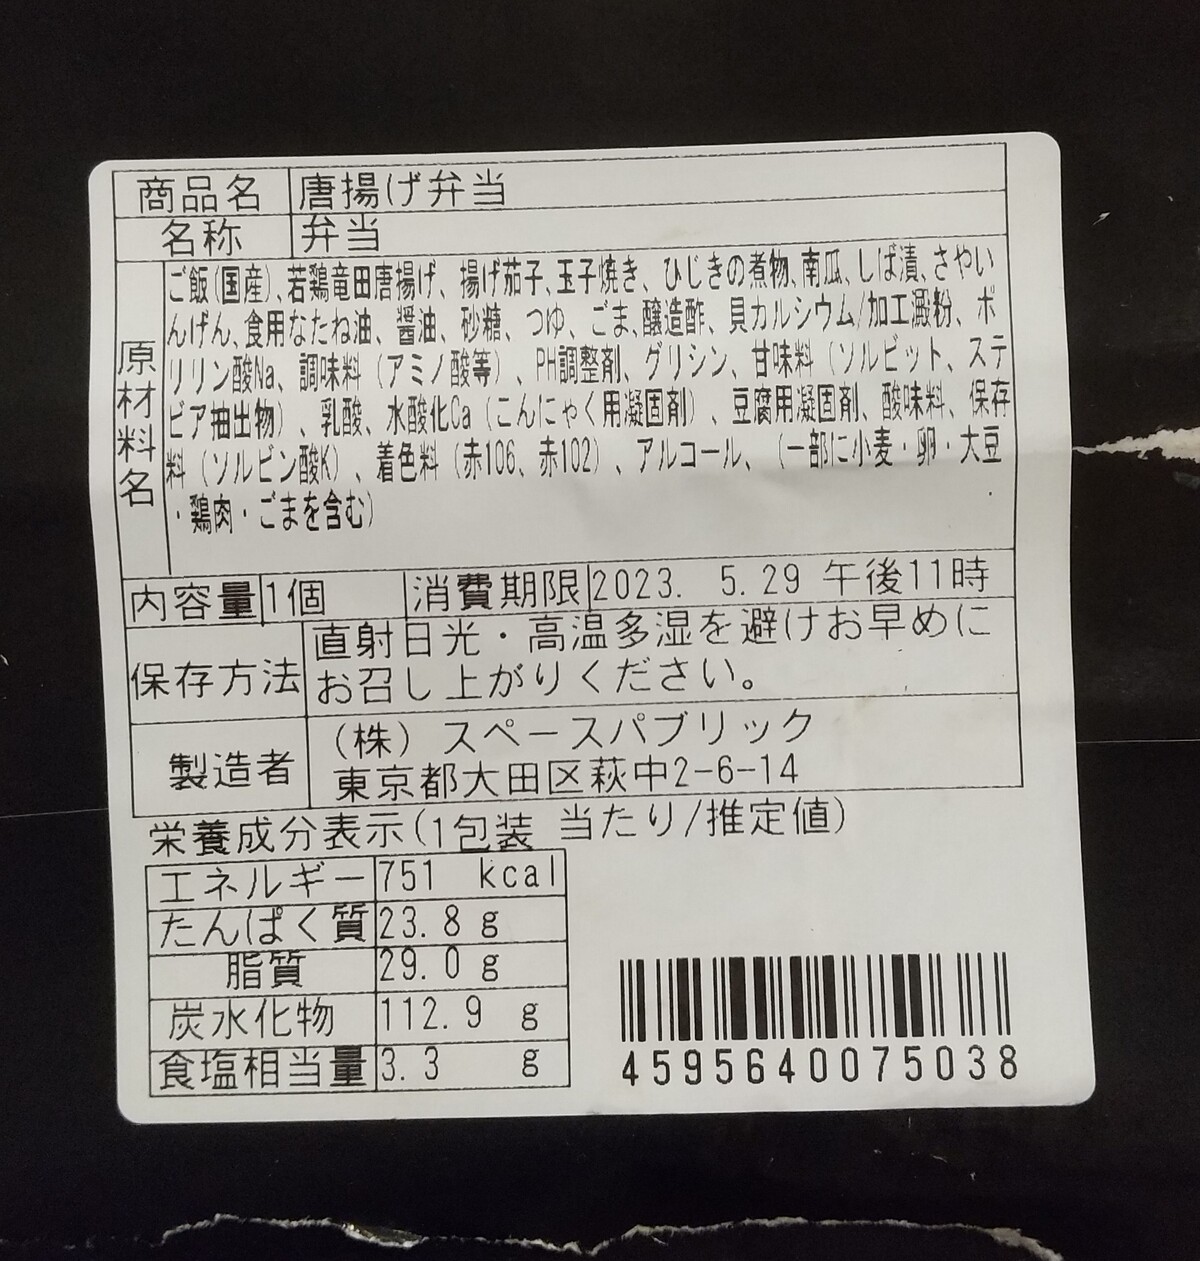 商品名 唐揚げ弁当
名称 弁当
原材料名
ご飯(国産)、若鶏竜田唐揚げ、揚げ茄子、玉子焼き、ひじきの煮物、南瓜、しば漬、さやい
んげん、食用なたね油、醤油、砂糖、つゆ、ごま、醸造酢、貝カルシウム/加工澱粉、ポ
リリン酸Na、調味料(アミノ酸等)、PH調整剤、グリシン、甘味料(ソルビット、ステ
ビア抽出物)、乳酸、水酸化Ca(こんにゃく用凝固剤)、豆腐用凝固剤、酸味料、保存
料(ソルビン酸K)、着色料(赤106、赤102)、アルコール、(一部に小麦・卵・大豆
・鶏肉・ごまを含む)
内容量 1個 消費期限 2023. 5.29 午後11時
保存方法 直射日光・高温多湿を避けお早めに
お召し上がりください。
製造者 (株)スペースパブリック
東京都大田区萩中2-6-14
栄養成分表示(1包装 当たり/推定値)
エネルギー 751 kcal
たんぱく質 23.8 g
脂質 29.0 g
炭水化物 112.9 g
食塩相当量 3.3 g
4595640075038